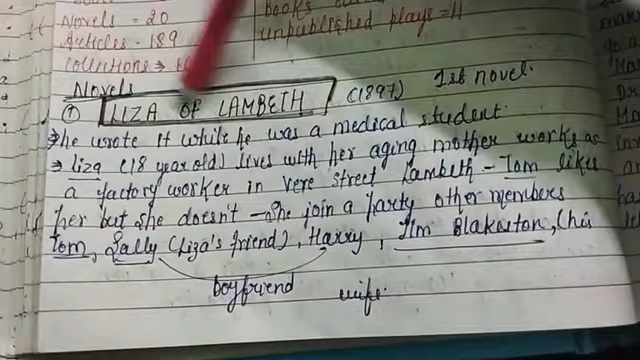 Novels = 20
Articles - 189
Collections →
Books
unpublished plays = 11
Novels
① LIZA OF LAMBETH (1897) 1st novel.
→ he wrote it while he was a medical student.
→ liza (18 year old) lives with her aging mother works as
a factory worker in vere street Lambeth - Tom likes
her but she doesn't - She join a party other members
Tom, Sally (Liza's friend), Harry, Jim Blakeston, (his
boyfriend wife.